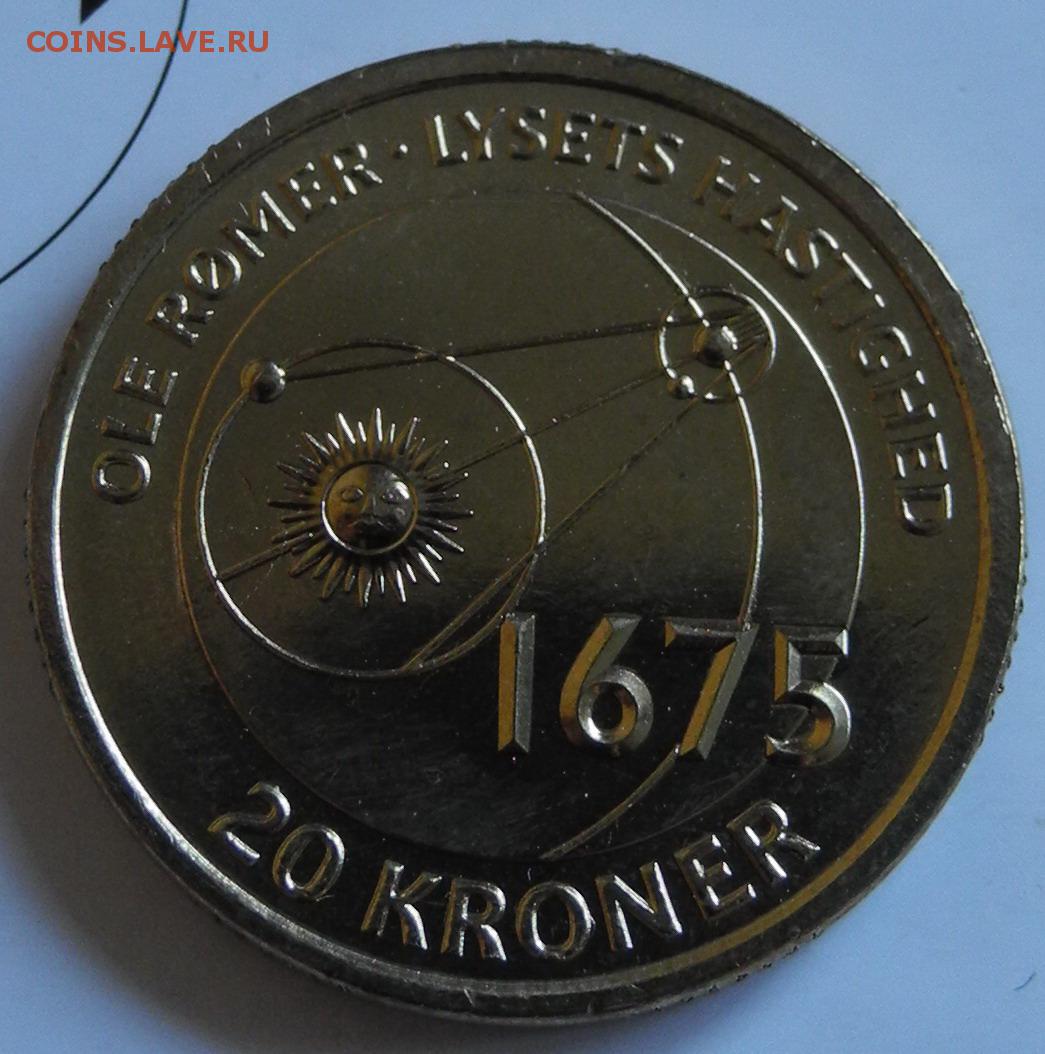 COINS.LAVE.RU
OLE RØMER · LYSETS HASTIGHED
1675
20 KRONER